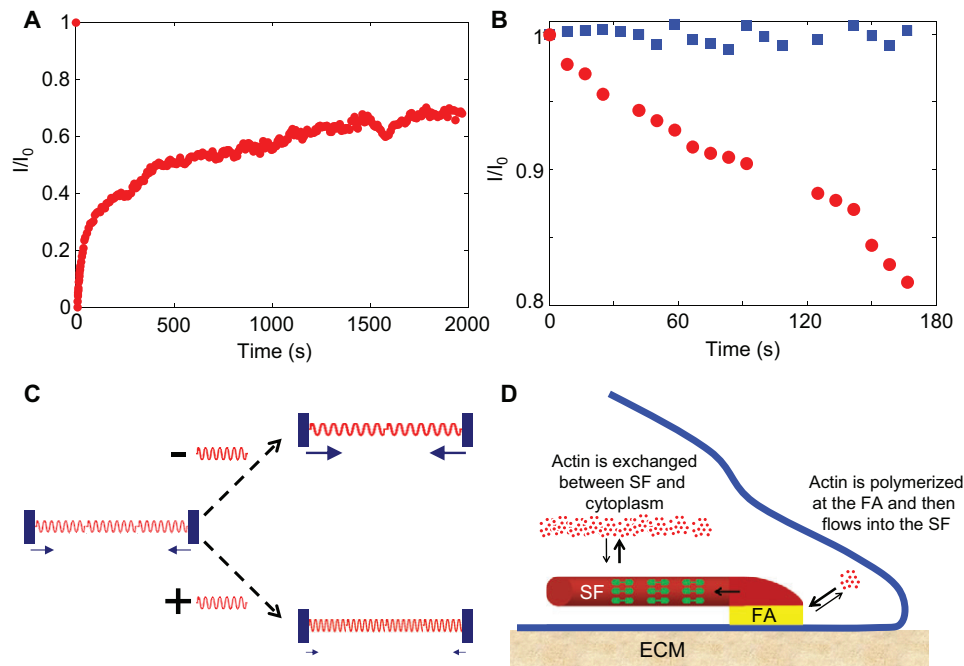 A
1
0.8
0.6
0.4
0.2
0
I/I0
0
500
1000
1500
2000
Time (s)
B
1
0.9
0.8
I/I0
0
60
120
180
Time (s)
C
-
+
D
Actin is exchanged
between SF and
cytoplasm
Actin is polymerized
at the FA and then
flows into the SF
SF
FA
ECM